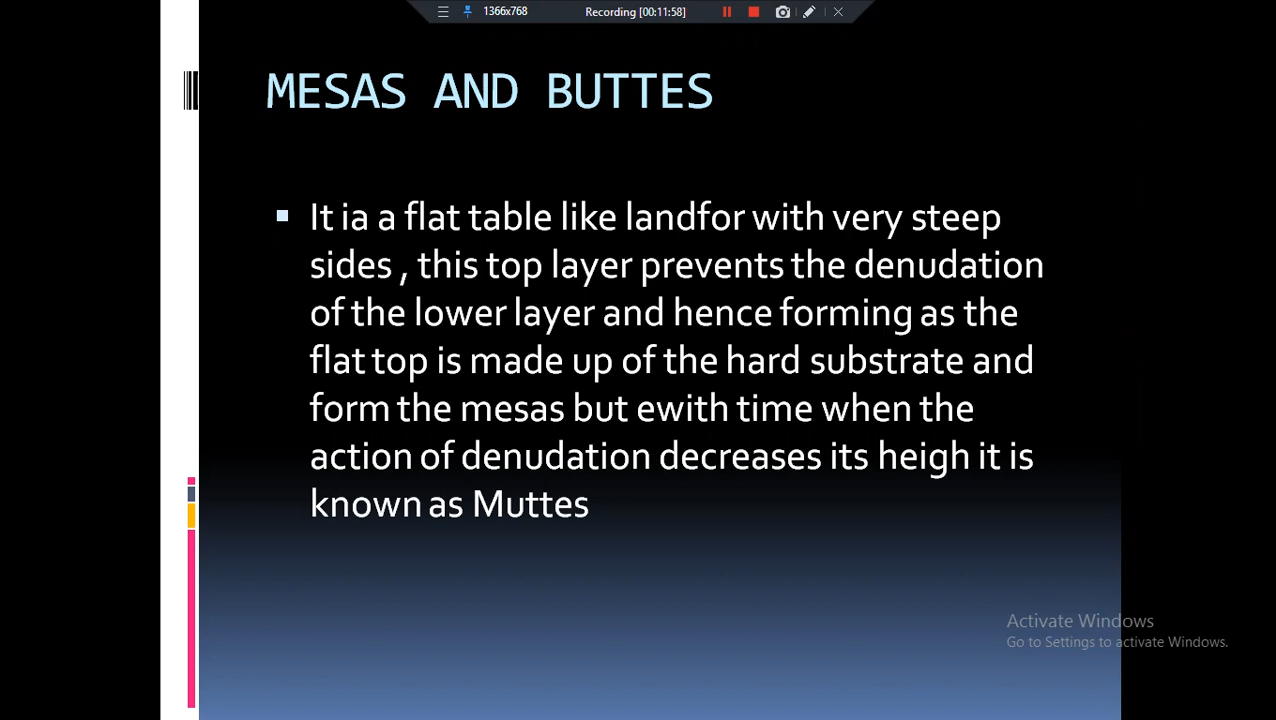 1366x768
Recording [00:11:58]
MESAS AND BUTTES
It ia a flat table like landfor with very steep
sides , this top layer prevents the denudation
of the lower layer and hence forming as the
flat top is made up of the hard substrate and
form the mesas but ewith time when the
action of denudation decreases its heigh it is
known as Muttes
Activate Windows
Go to Settings to activate Windows.